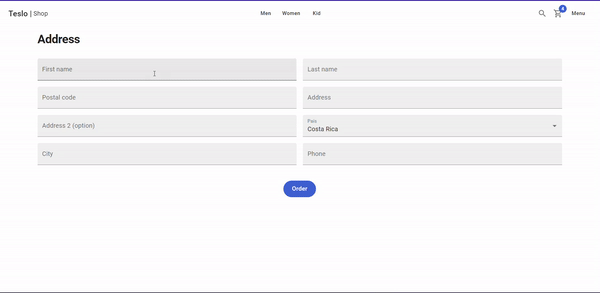 Teslo | Shop
Men Women Kid
4
Menu
Address
First name
Last name
Postal code
Address
Address 2 (option)
País
Costa Rica
City
Phone
Order